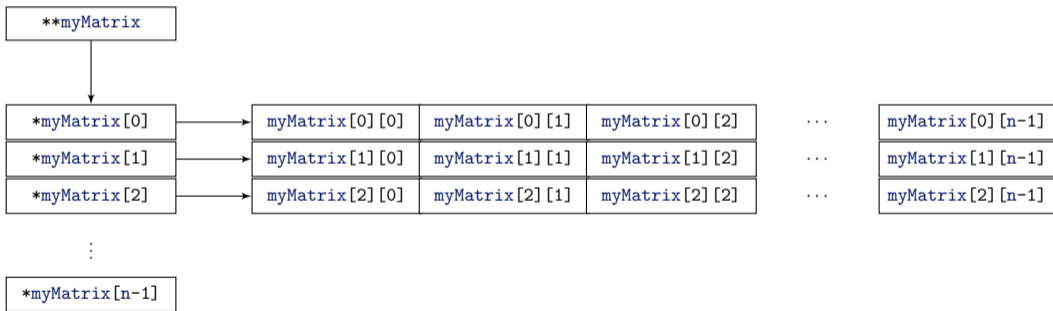 **myMatrix
*myMatrix[0] myMatrix[0][0] myMatrix[0][1] myMatrix[0][2] ... myMatrix[0][n-1]
*myMatrix[1] myMatrix[1][0] myMatrix[1][1] myMatrix[1][2] ... myMatrix[1][n-1]
*myMatrix[2] myMatrix[2][0] myMatrix[2][1] myMatrix[2][2] ... myMatrix[2][n-1]
⋮
*myMatrix[n-1]